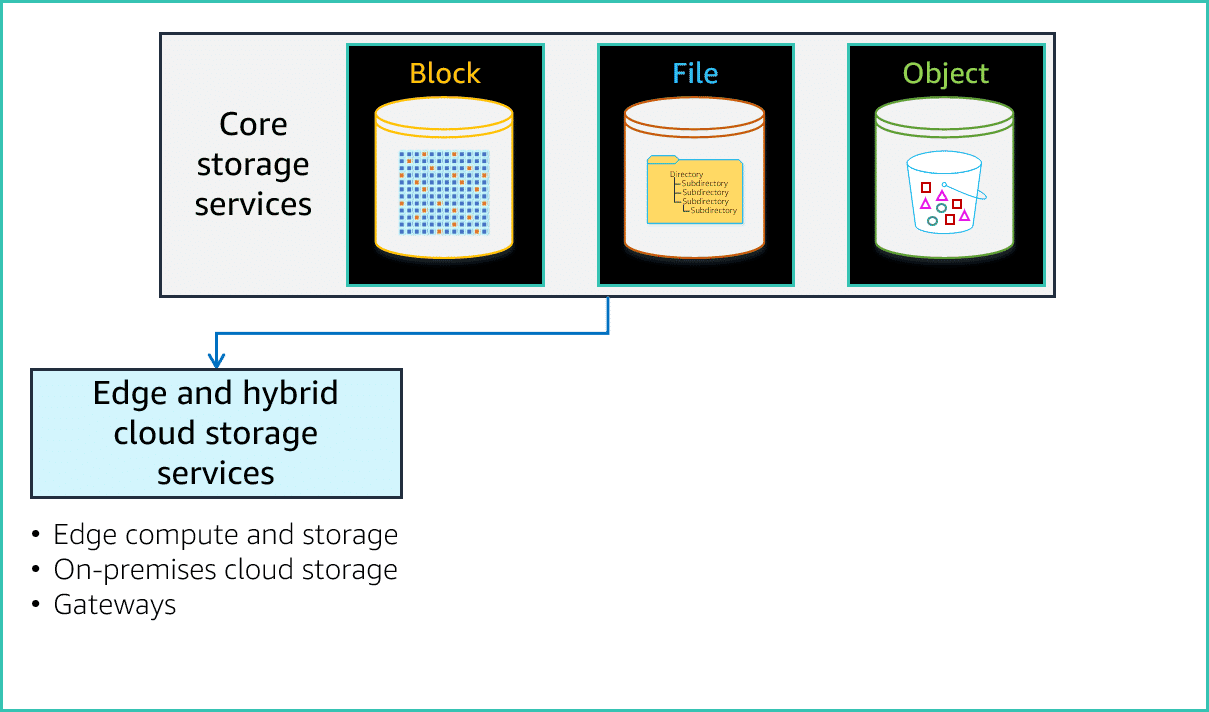 Core
storage
services
Block
File
Directory
Subdirectory
Subdirectory
Subdirectory
Subdirectory
Object
Edge and hybrid
cloud storage
services
• Edge compute and storage
• On-premises cloud storage
• Gateways